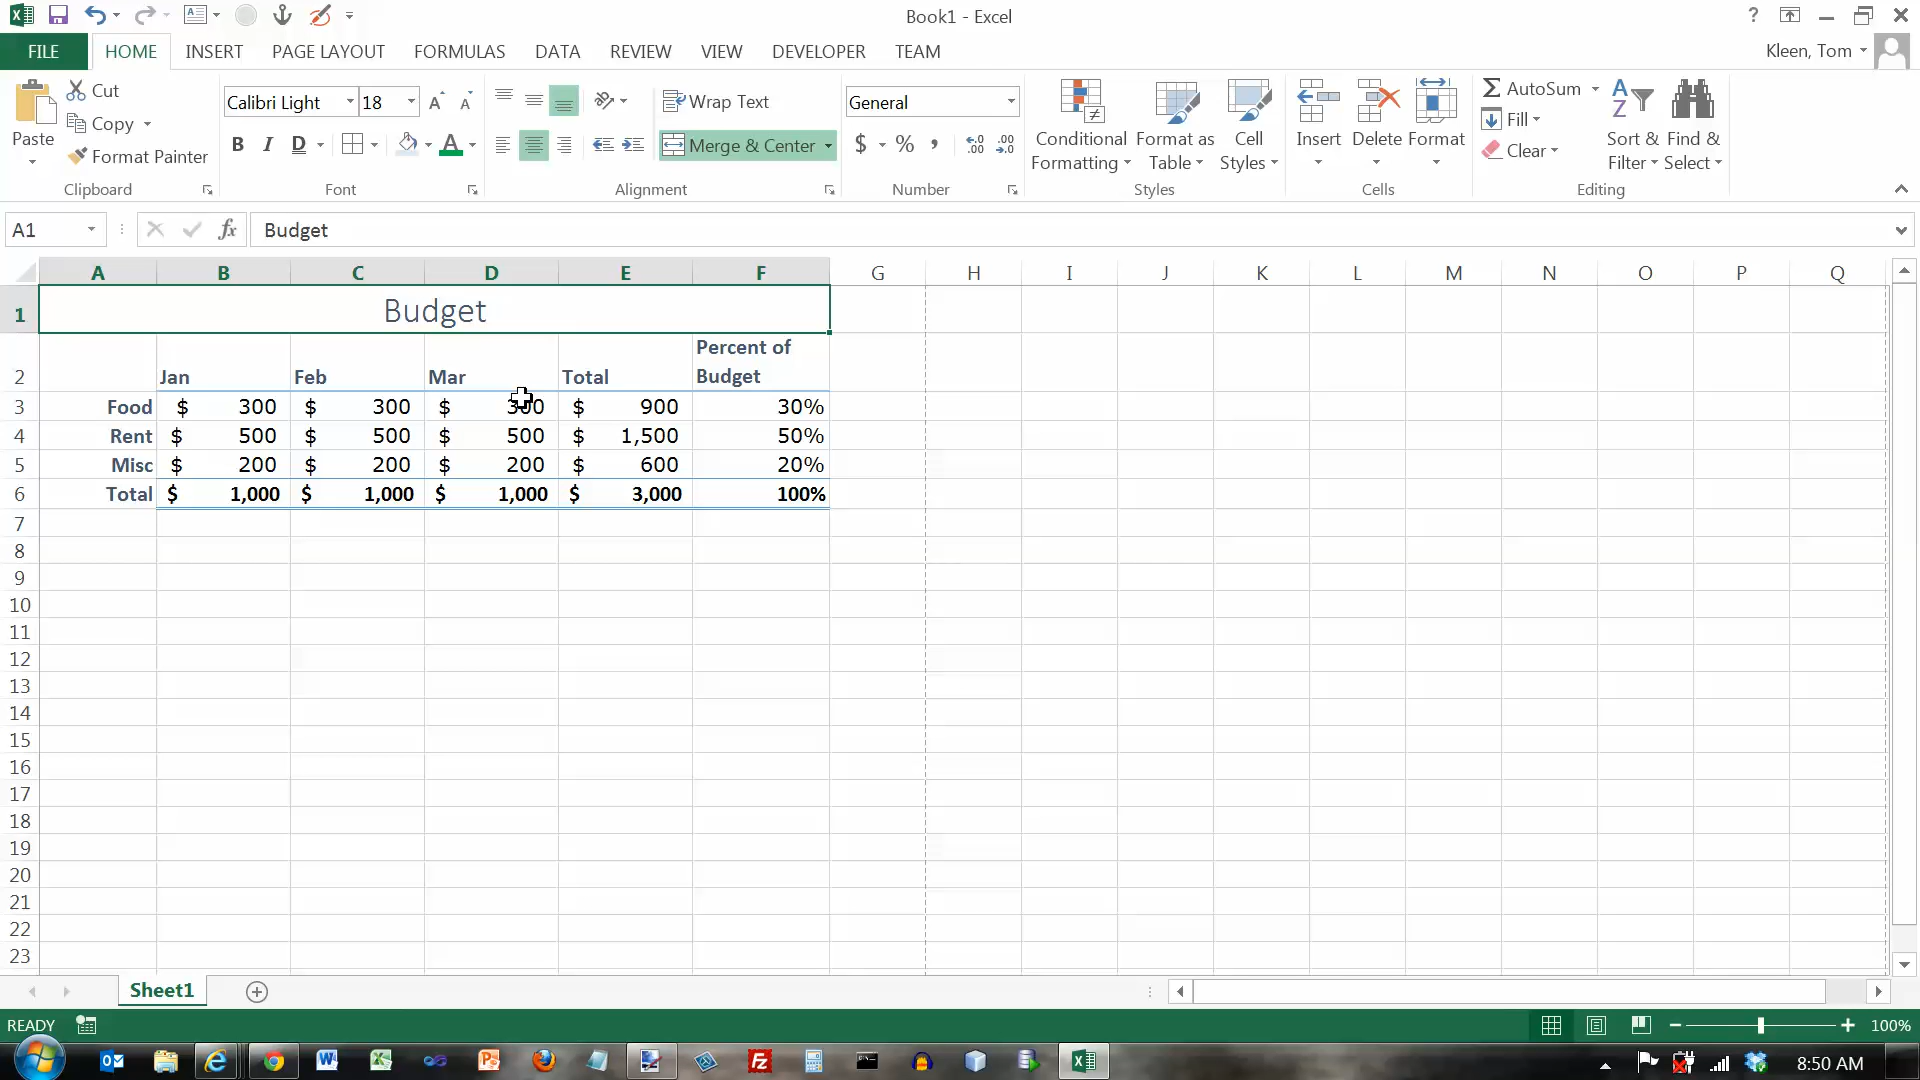 Book1 - Excel
?
FILE HOME INSERT PAGE LAYOUT FORMULAS DATA REVIEW VIEW DEVELOPER TEAM Kleen, Tom
Cut
Copy
Format Painter
Paste
Clipboard
Calibri Light 18
B I D
Font
Wrap Text
Merge & Center
Alignment
General
$ % ,
Number
Conditional Formatting
Format as Table
Cell Styles
Styles
Insert Delete Format
Cells
AutoSum
Fill
Clear
Sort & Filter
Find & Select
Editing
A1 fx Budget
A B C D E F G H I J K L M N O P Q
1 Budget
2 Jan Feb Mar Total Percent of Budget
3 Food $ 300 $ 300 $ 300 $ 900 30%
4 Rent $ 500 $ 500 $ 500 $ 1,500 50%
5 Misc $ 200 $ 200 $ 200 $ 600 20%
6 Total $ 1,000 $ 1,000 $ 1,000 $ 3,000 100%
7
8
9
10
11
12
13
14
15
16
17
18
19
20
21
22
23
Sheet1
READY 100%
8:50 AM